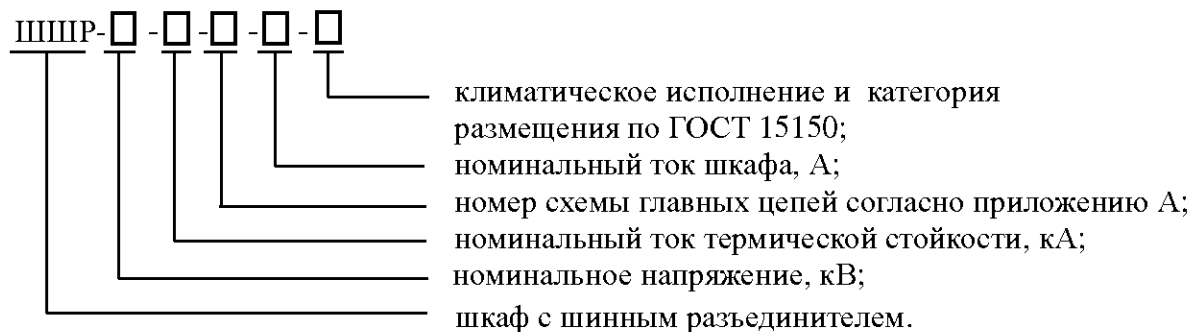 ШШР-□ -□-□-□-□
климатическое исполнение и категория
размещения по ГОСТ 15150;
номинальный ток шкафа, А;
номер схемы главных цепей согласно приложению А;
номинальный ток термической стойкости, кА;
номинальное напряжение, кВ;
шкаф с шинным разъединителем.